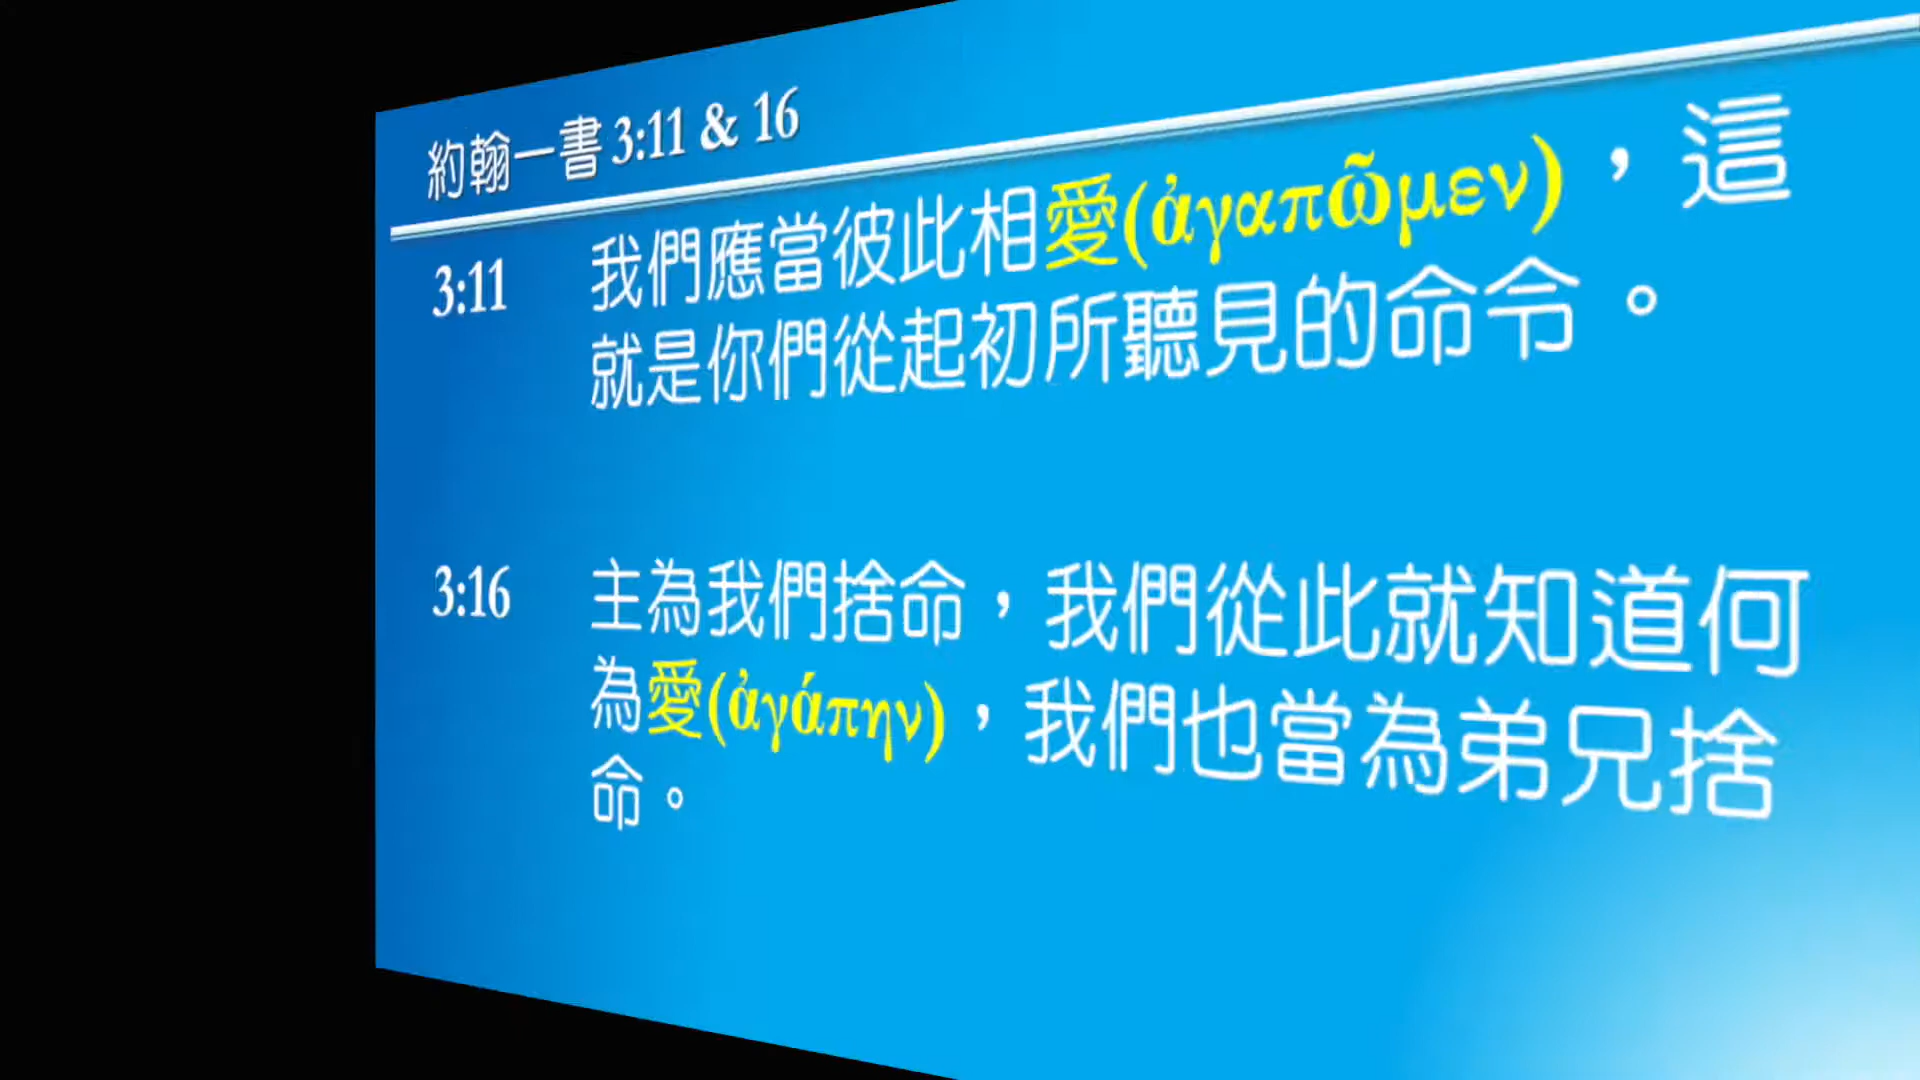 約翰一書 3:11 & 16
3:11 我們應當彼此相愛(ἀγαπῶμεν)，這
就是你們從起初所聽見的命令。
3:16 主為我們捨命，我們從此就知道何
為愛(ἀγάπην)，我們也當為弟兄捨
命。